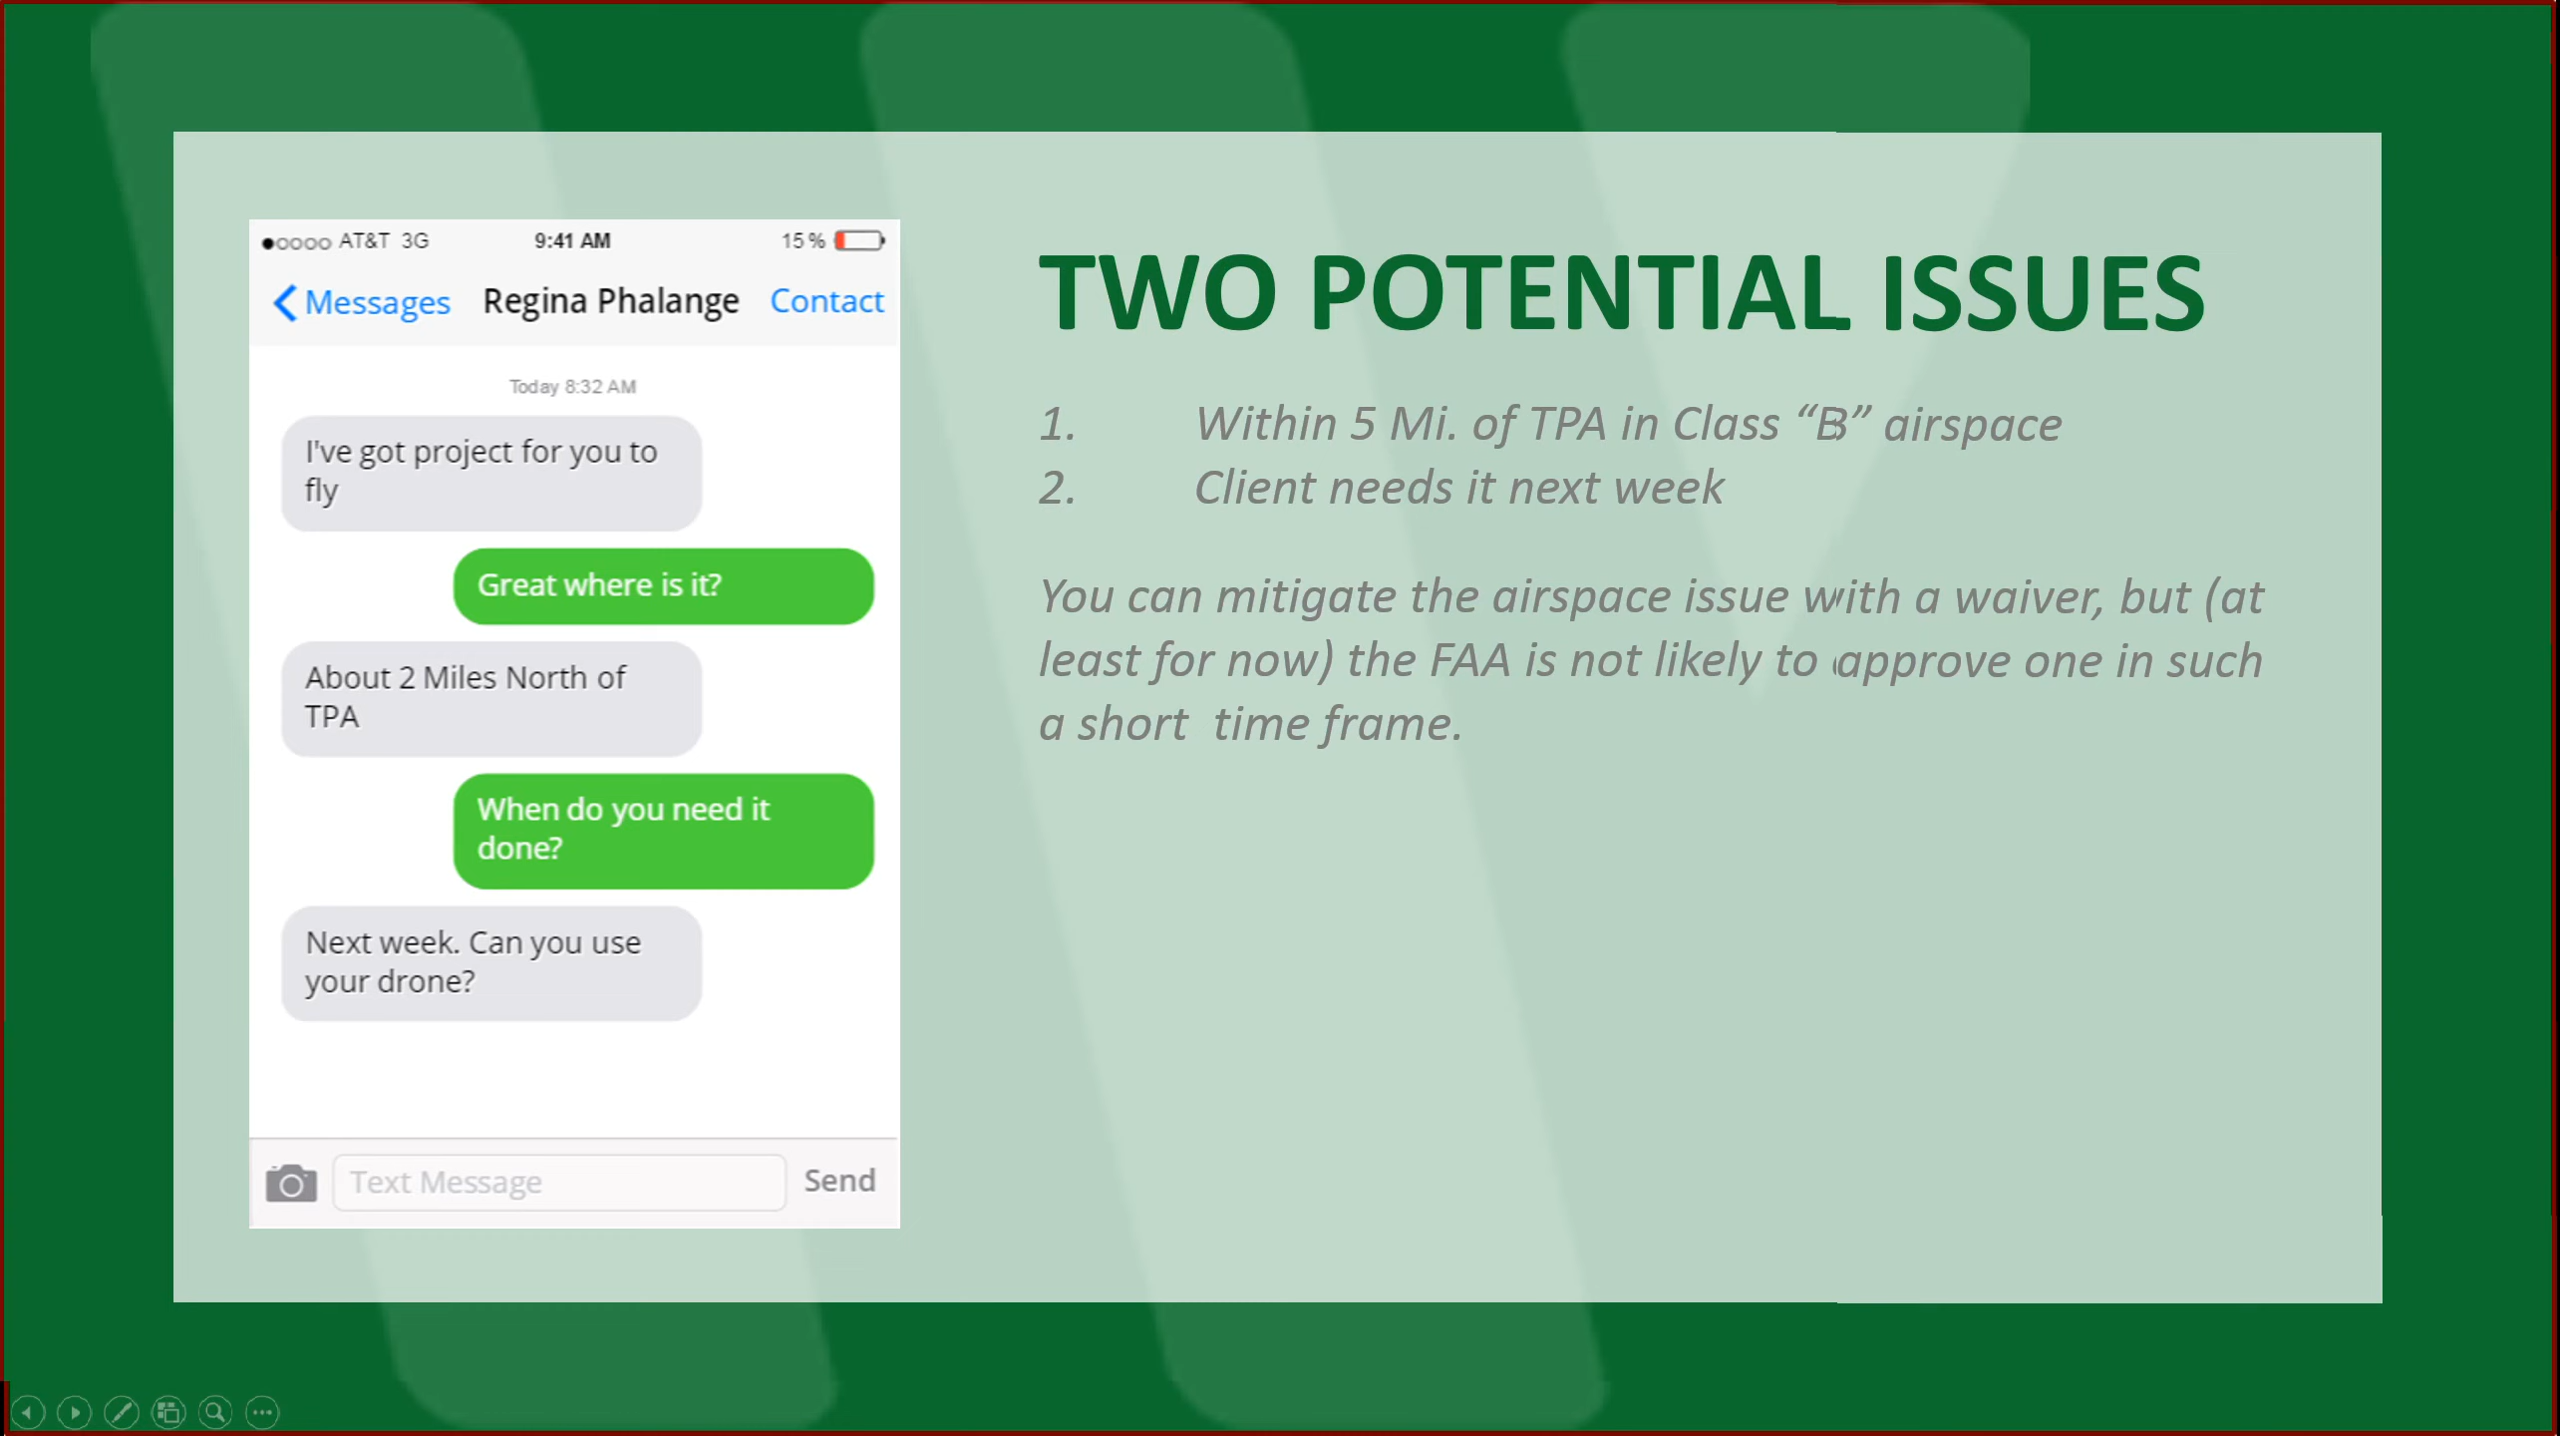 AT&T 3G 9:41 AM 15 %
Messages Regina Phalange Contact
Today 8:32 AM
I've got project for you to
fly
Great where is it?
About 2 Miles North of
TPA
When do you need it
done?
Next week. Can you use
your drone?
Text Message Send
TWO POTENTIAL ISSUES
1. Within 5 Mi. of TPA in Class “B” airspace
2. Client needs it next week
You can mitigate the airspace issue with a waiver, but (at
least for now) the FAA is not likely to approve one in such
a short  time frame.